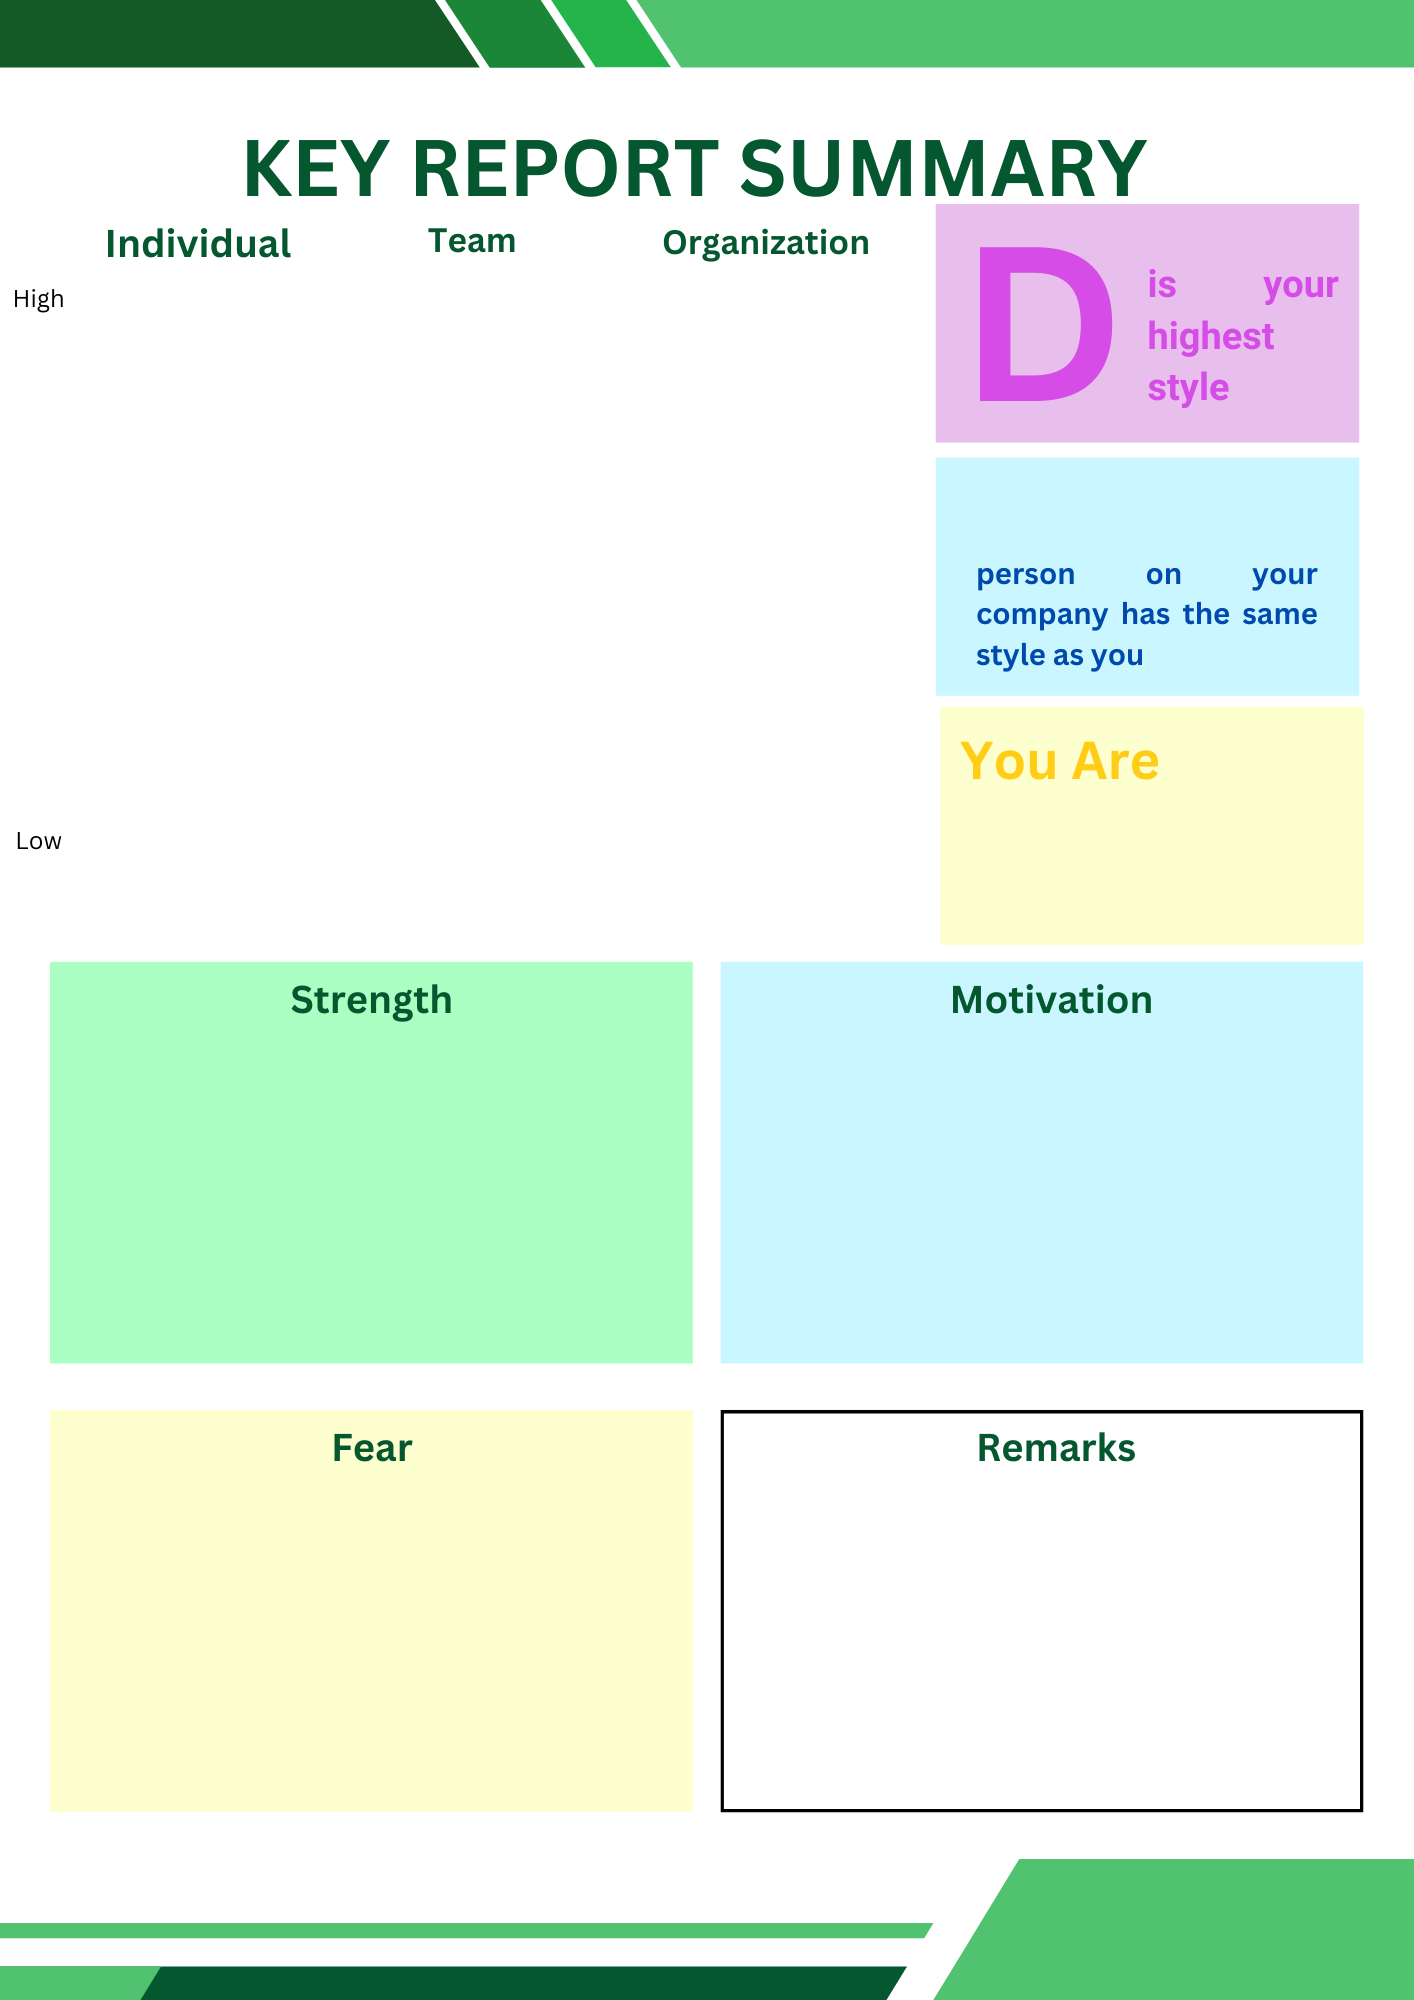 KEY REPORT SUMMARY
Individual
Team
Organization
High
D
is your
highest
style
person on your
company has the same
style as you
You Are
Low
Strength
Motivation
Fear
Remarks